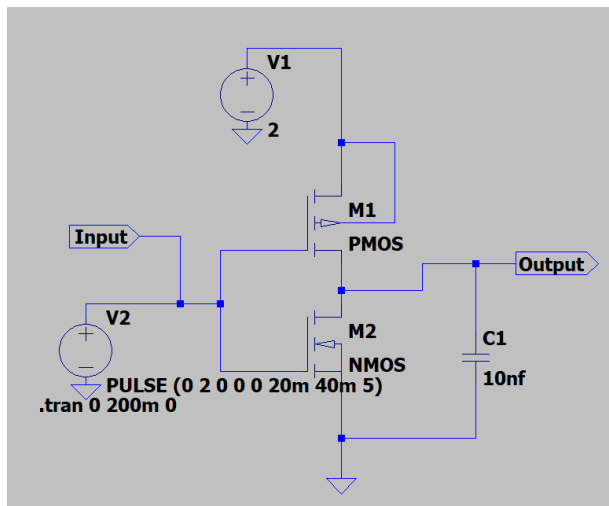 V1
2
M1
PMOS
Input
Output
V2
M2
NMOS
C1
10nf
PULSE (0 2 0 0 0 20m 40m 5)
.tran 0 200m 0